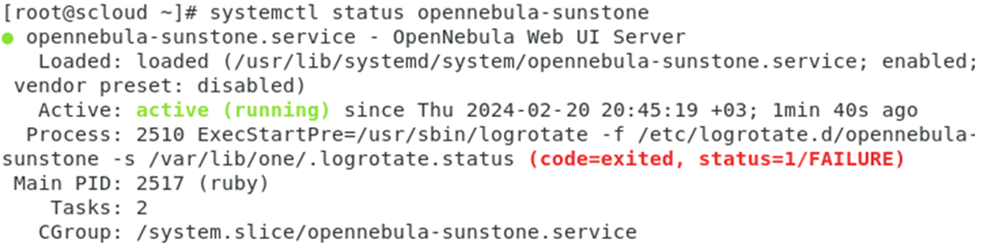 [root@scloud ~]# systemctl status opennebula-sunstone
● opennebula-sunstone.service - OpenNebula Web UI Server
   Loaded: loaded (/usr/lib/systemd/system/opennebula-sunstone.service; enabled;
 vendor preset: disabled)
   Active: active (running) since Thu 2024-02-20 20:45:19 +03; 1min 40s ago
  Process: 2510 ExecStartPre=/usr/sbin/logrotate -f /etc/logrotate.d/opennebula-
sunstone -s /var/lib/one/.logrotate.status (code=exited, status=1/FAILURE)
 Main PID: 2517 (ruby)
    Tasks: 2
   CGroup: /system.slice/opennebula-sunstone.service